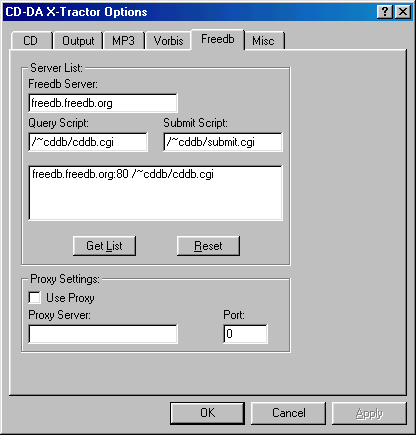 CD-DA X-Tractor Options
CD Output MP3 Vorbis Freedb Misc
Server List:
Freedb Server:
freedb.freedb.org
Query Script: Submit Script:
/~cddb/cddb.cgi /~cddb/submit.cgi
freedb.freedb.org:80 /~cddb/cddb.cgi
Get List Reset
Proxy Settings:
Use Proxy
Proxy Server: Port:
0
OK Cancel Apply